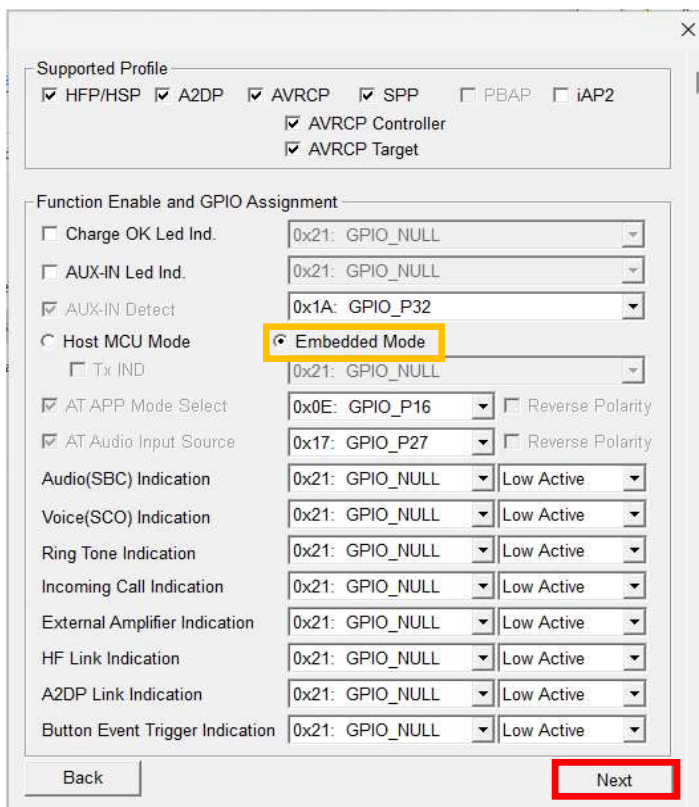 Supported Profile
HFP/HSP A2DP AVRCP SPP PBAP iAP2
AVRCP Controller
AVRCP Target
Function Enable and GPIO Assignment
Charge OK Led Ind. 0x21: GPIO_NULL
AUX-IN Led Ind. 0x21: GPIO_NULL
AUX-IN Detect 0x1A: GPIO_P32
Host MCU Mode Embedded Mode
Tx IND 0x21: GPIO_NULL
AT APP Mode Select 0x0E: GPIO_P16 Reverse Polarity
AT Audio Input Source 0x17: GPIO_P27 Reverse Polarity
Audio(SBC) Indication 0x21: GPIO_NULL Low Active
Voice(SCO) Indication 0x21: GPIO_NULL Low Active
Ring Tone Indication 0x21: GPIO_NULL Low Active
Incoming Call Indication 0x21: GPIO_NULL Low Active
External Amplifier Indication 0x21: GPIO_NULL Low Active
HF Link Indication 0x21: GPIO_NULL Low Active
A2DP Link Indication 0x21: GPIO_NULL Low Active
Button Event Trigger Indication 0x21: GPIO_NULL Low Active
Back Next